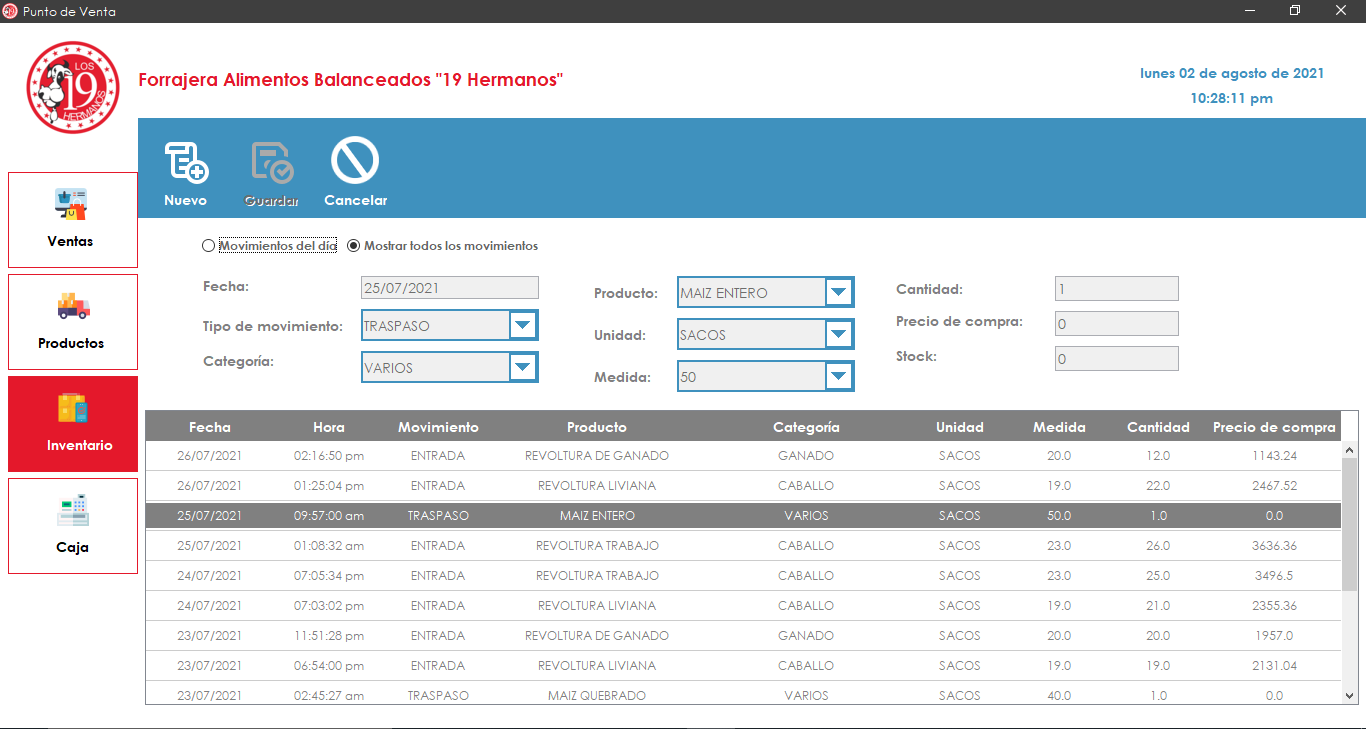 Punto de Venta
LOS
19
HERMANOS
Forrajera Alimentos Balanceados "19 Hermanos"
lunes 02 de agosto de 2021
10:28:11 pm
Nuevo
Guardar
Cancelar
Ventas
Productos
Inventario
Caja
Movimientos del día
Mostrar todos los movimientos
Fecha: 25/07/2021
Tipo de movimiento: TRASPASO
Categoría: VARIOS
Producto: MAIZ ENTERO
Unidad: SACOS
Medida: 50
Cantidad: 1
Precio de compra: 0
Stock: 0
Fecha Hora Movimiento Producto Categoría Unidad Medida Cantidad Precio de compra
26/07/2021 02:16:50 pm ENTRADA REVOLTURA DE GANADO GANADO SACOS 20.0 12.0 1143.24
26/07/2021 01:25:04 pm ENTRADA REVOLTURA LIVIANA CABALLO SACOS 19.0 22.0 2467.52
25/07/2021 09:57:00 am TRASPASO MAIZ ENTERO VARIOS SACOS 50.0 1.0 0.0
25/07/2021 01:08:32 am ENTRADA REVOLTURA TRABAJO CABALLO SACOS 23.0 26.0 3636.36
24/07/2021 07:05:34 pm ENTRADA REVOLTURA TRABAJO CABALLO SACOS 23.0 25.0 3496.5
24/07/2021 07:03:02 pm ENTRADA REVOLTURA LIVIANA CABALLO SACOS 19.0 21.0 2355.36
23/07/2021 11:51:28 pm ENTRADA REVOLTURA DE GANADO GANADO SACOS 20.0 20.0 1957.0
23/07/2021 06:54:00 pm ENTRADA REVOLTURA LIVIANA CABALLO SACOS 19.0 19.0 2131.04
23/07/2021 02:45:27 am TRASPASO MAIZ QUEBRADO VARIOS SACOS 40.0 1.0 0.0